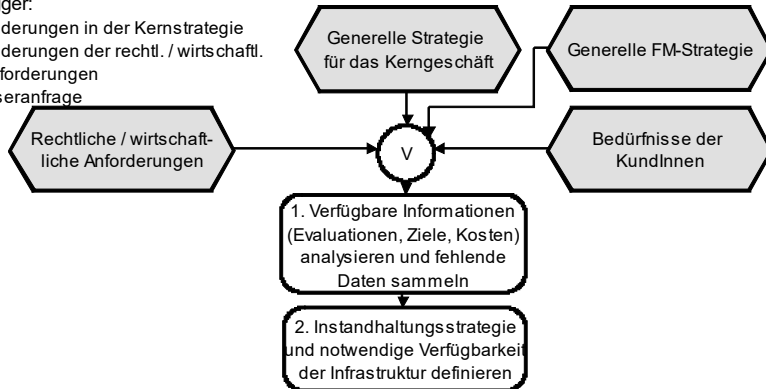 ger:
derungen in der Kernstrategie
derungen der rechtl. / wirtschaftl.
forderungen
seranfrage
Generelle Strategie
für das Kerngeschäft
Generelle FM-Strategie
Rechtliche / wirtschaft-
liche Anforderungen
V
Bedürfnisse der
KundInnen
1. Verfügbare Informationen
(Evaluationen, Ziele, Kosten)
analysieren und fehlende
Daten sammeln
2. Instandhaltungsstrategie
und notwendige Verfügbarkeit
der Infrastruktur definieren